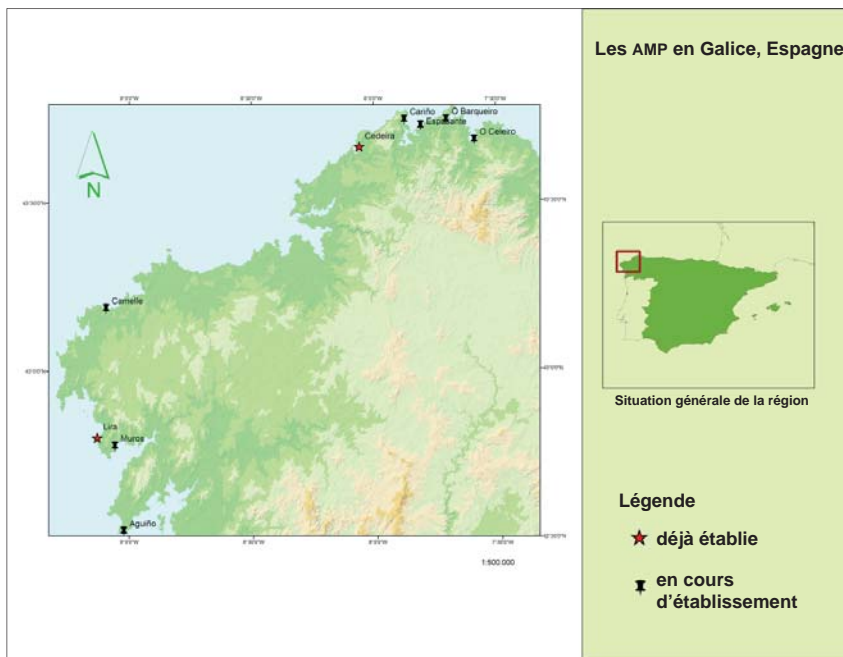 Les AMP en Galice, Espagne
Cariño
O Barqueiro
Espasante
O Celeiro
Cedeira
N
Camelle
Lira
Muros
Aguiño
1:500.000
Situation générale de la région
Légende
déjà établie
en cours
d'établissement